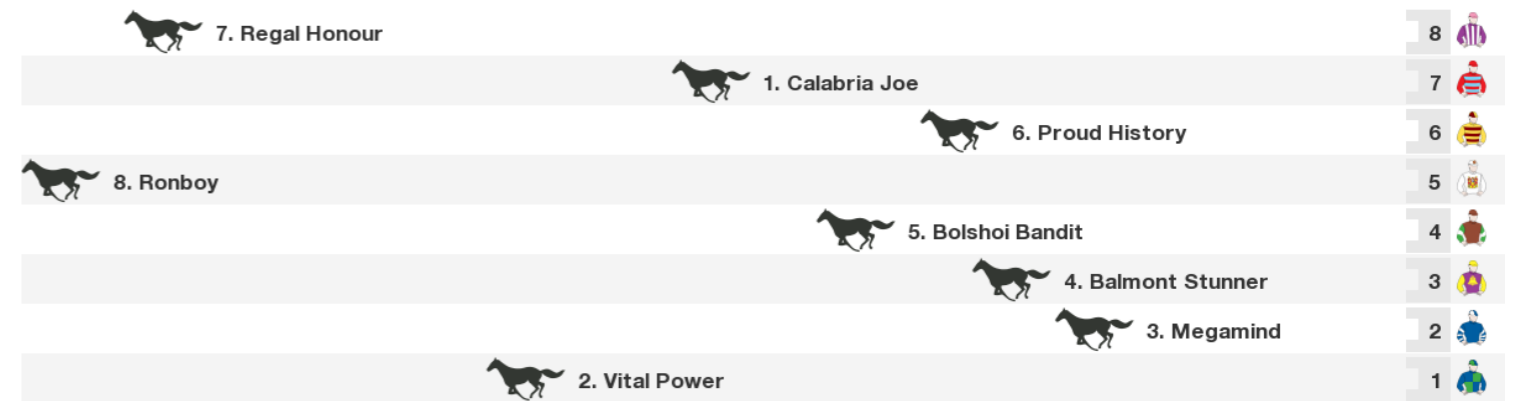 7. Regal Honour 8
1. Calabria Joe 7
6. Proud History 6
8. Ronboy 5
5. Bolshoi Bandit 4
4. Balmont Stunner 3
3. Megamind 2
2. Vital Power 1